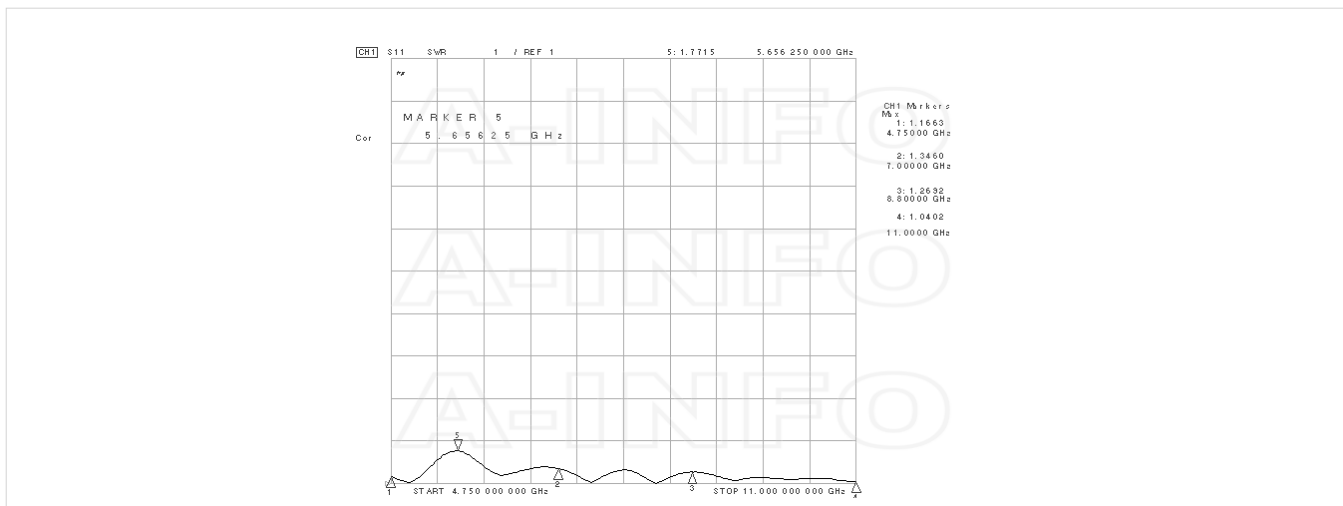 CH1 S11 SWR 1 / REF 1 5: 1.7715 5.656 250 000 GHz
MARKER 5
5.65625 GHz
Cor
CH1 Markers
Max
1: 1.1663
4.75000 GHz
2: 1.3460
7.00000 GHz
3: 1.2692
8.80000 GHz
4: 1.0402
11.0000 GHz
A-INFO
A-INFO
A-INFO
5
1 2 3 4
START 4.750 000 000 GHz STOP 11.000 000 000 GHz